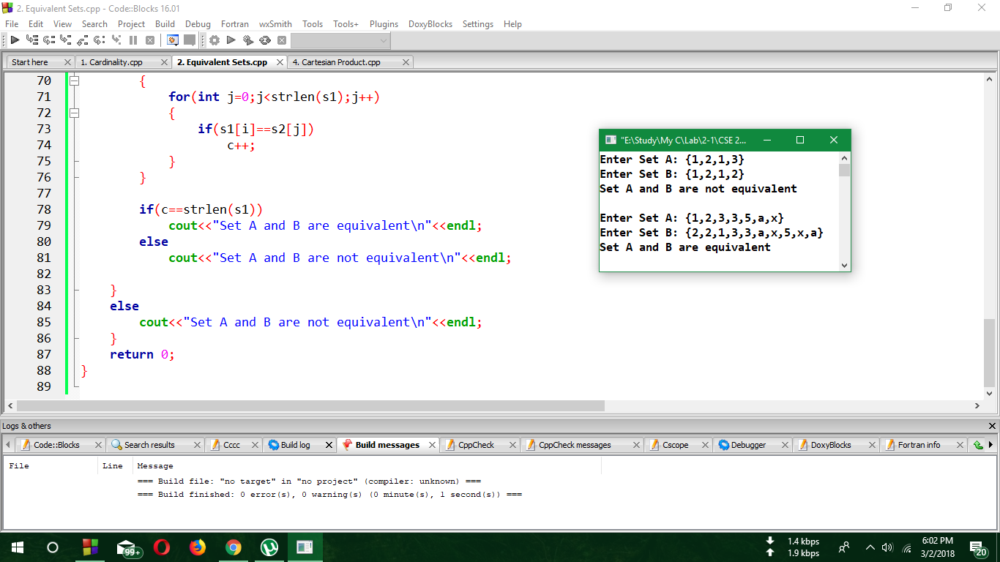 2. Equivalent Sets.cpp - Code::Blocks 16.01
File Edit View Search Project Build Debug Fortran wxSmith Tools Tools+ Plugins DoxyBlocks Settings Help
Start here 1. Cardinality.cpp 2. Equivalent Sets.cpp 4. Cartesian Product.cpp
70 {
71 for(int j=0;j<strlen(s1);j++)
72 {
73 if(s1[i]==s2[j])
74 c++;
75 }
76 }
77
78 if(c==strlen(s1))
79 cout<<"Set A and B are equivalent\n"<<endl;
80 else
81 cout<<"Set A and B are not equivalent\n"<<endl;
82
83 }
84 else
85 cout<<"Set A and B are not equivalent\n"<<endl;
86 }
87 return 0;
88 }
89
"E:\Study\My C\Lab\2-1\CSE 2...
Enter Set A: {1,2,1,3}
Enter Set B: {1,2,1,2}
Set A and B are not equivalent
Enter Set A: {1,2,3,3,5,a,x}
Enter Set B: {2,2,1,3,3,a,x,5,x,a}
Set A and B are equivalent
Logs & others
Code::Blocks Search results Cccc Build log Build messages CppCheck CppCheck messages Cscope Debugger DoxyBlocks Fortran info
File Line Message
=== Build file: "no target" in "no project" (compiler: unknown) ===
=== Build finished: 0 error(s), 0 warning(s) (0 minute(s), 1 second(s)) ===
99+
1.4 kbps
1.9 kbps
6:02 PM
3/2/2018
20